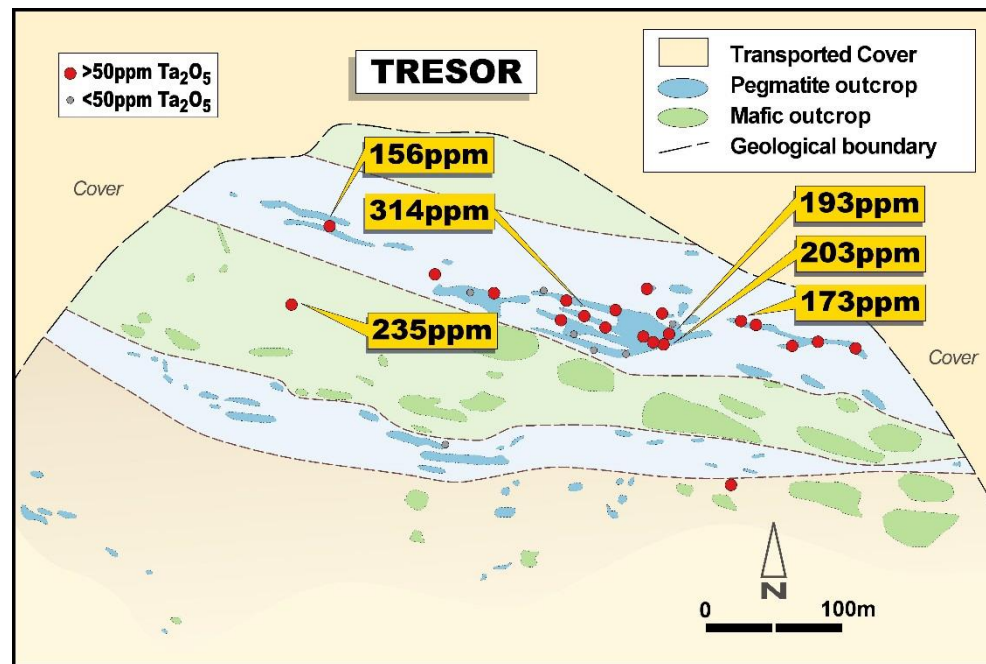 >50ppm Ta₂O₅
<50ppm Ta₂O₅
TRESOR
Transported Cover
Pegmatite outcrop
Mafic outcrop
Geological boundary
156ppm
Cover
314ppm
193ppm
203ppm
173ppm
235ppm
Cover
N
0 100m